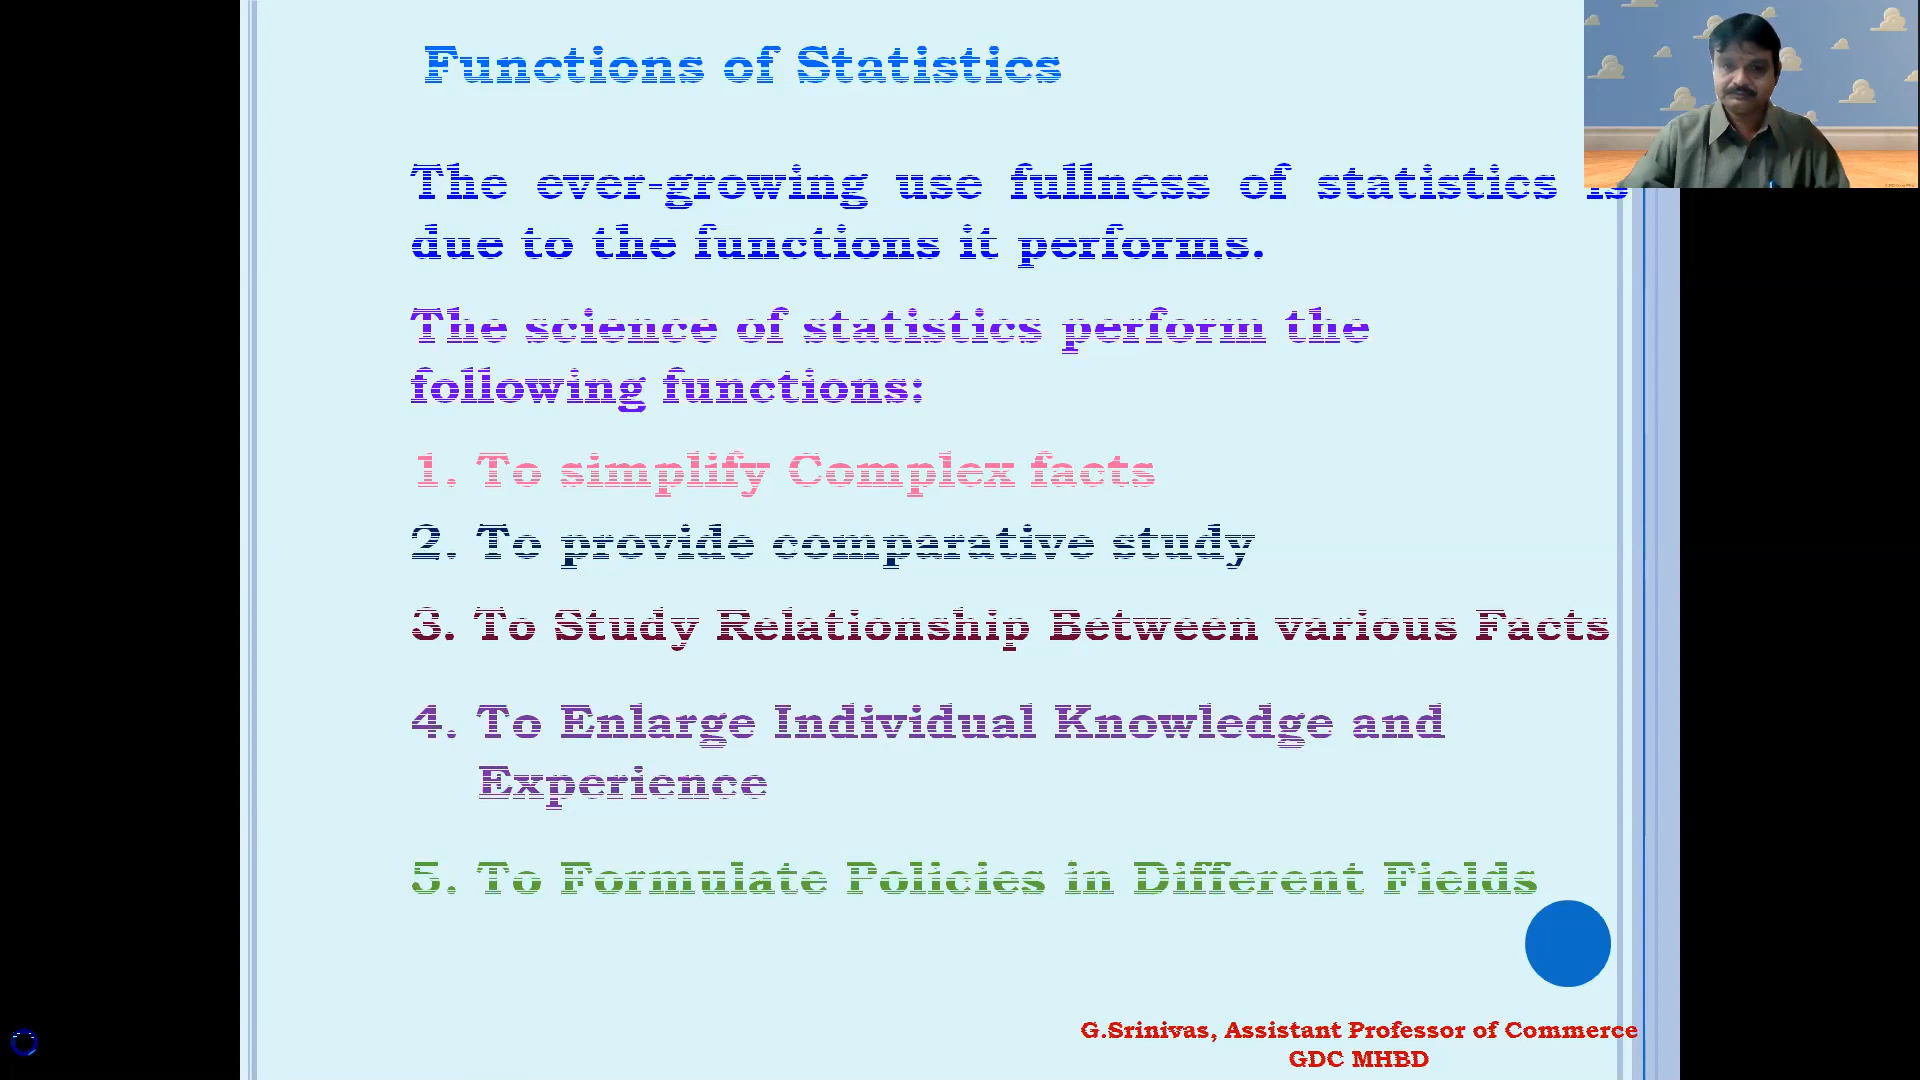 Functions of Statistics
The ever-growing use fullness of statistics is
due to the functions it performs.
The science of statistics perform the
following functions:
1. To simplify Complex facts
2. To provide comparative study
3. To Study Relationship Between various Facts
4. To Enlarge Individual Knowledge and
Experience
5. To Formulate Policies in Different Fields
G.Srinivas, Assistant Professor of Commerce
GDC MHBD